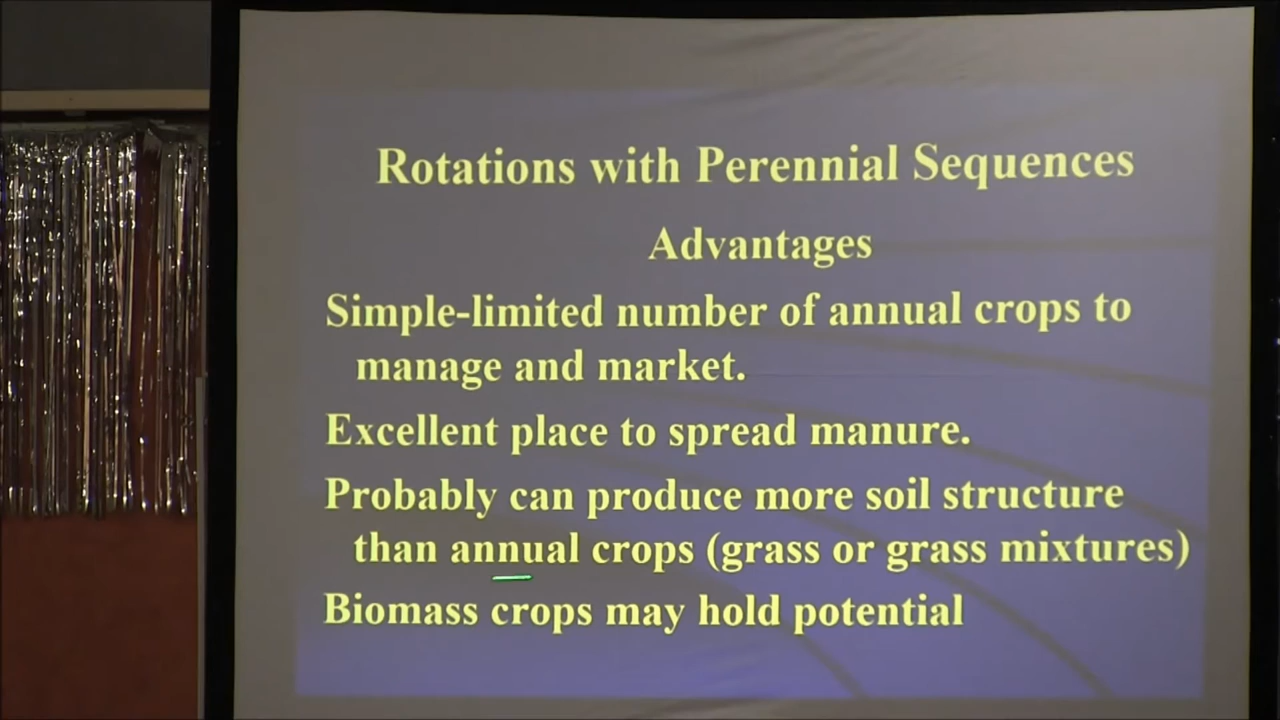 Rotations with Perennial Sequences
Advantages
Simple-limited number of annual crops to
manage and market.
Excellent place to spread manure.
Probably can produce more soil structure
than annual crops (grass or grass mixtures)
Biomass crops may hold potential